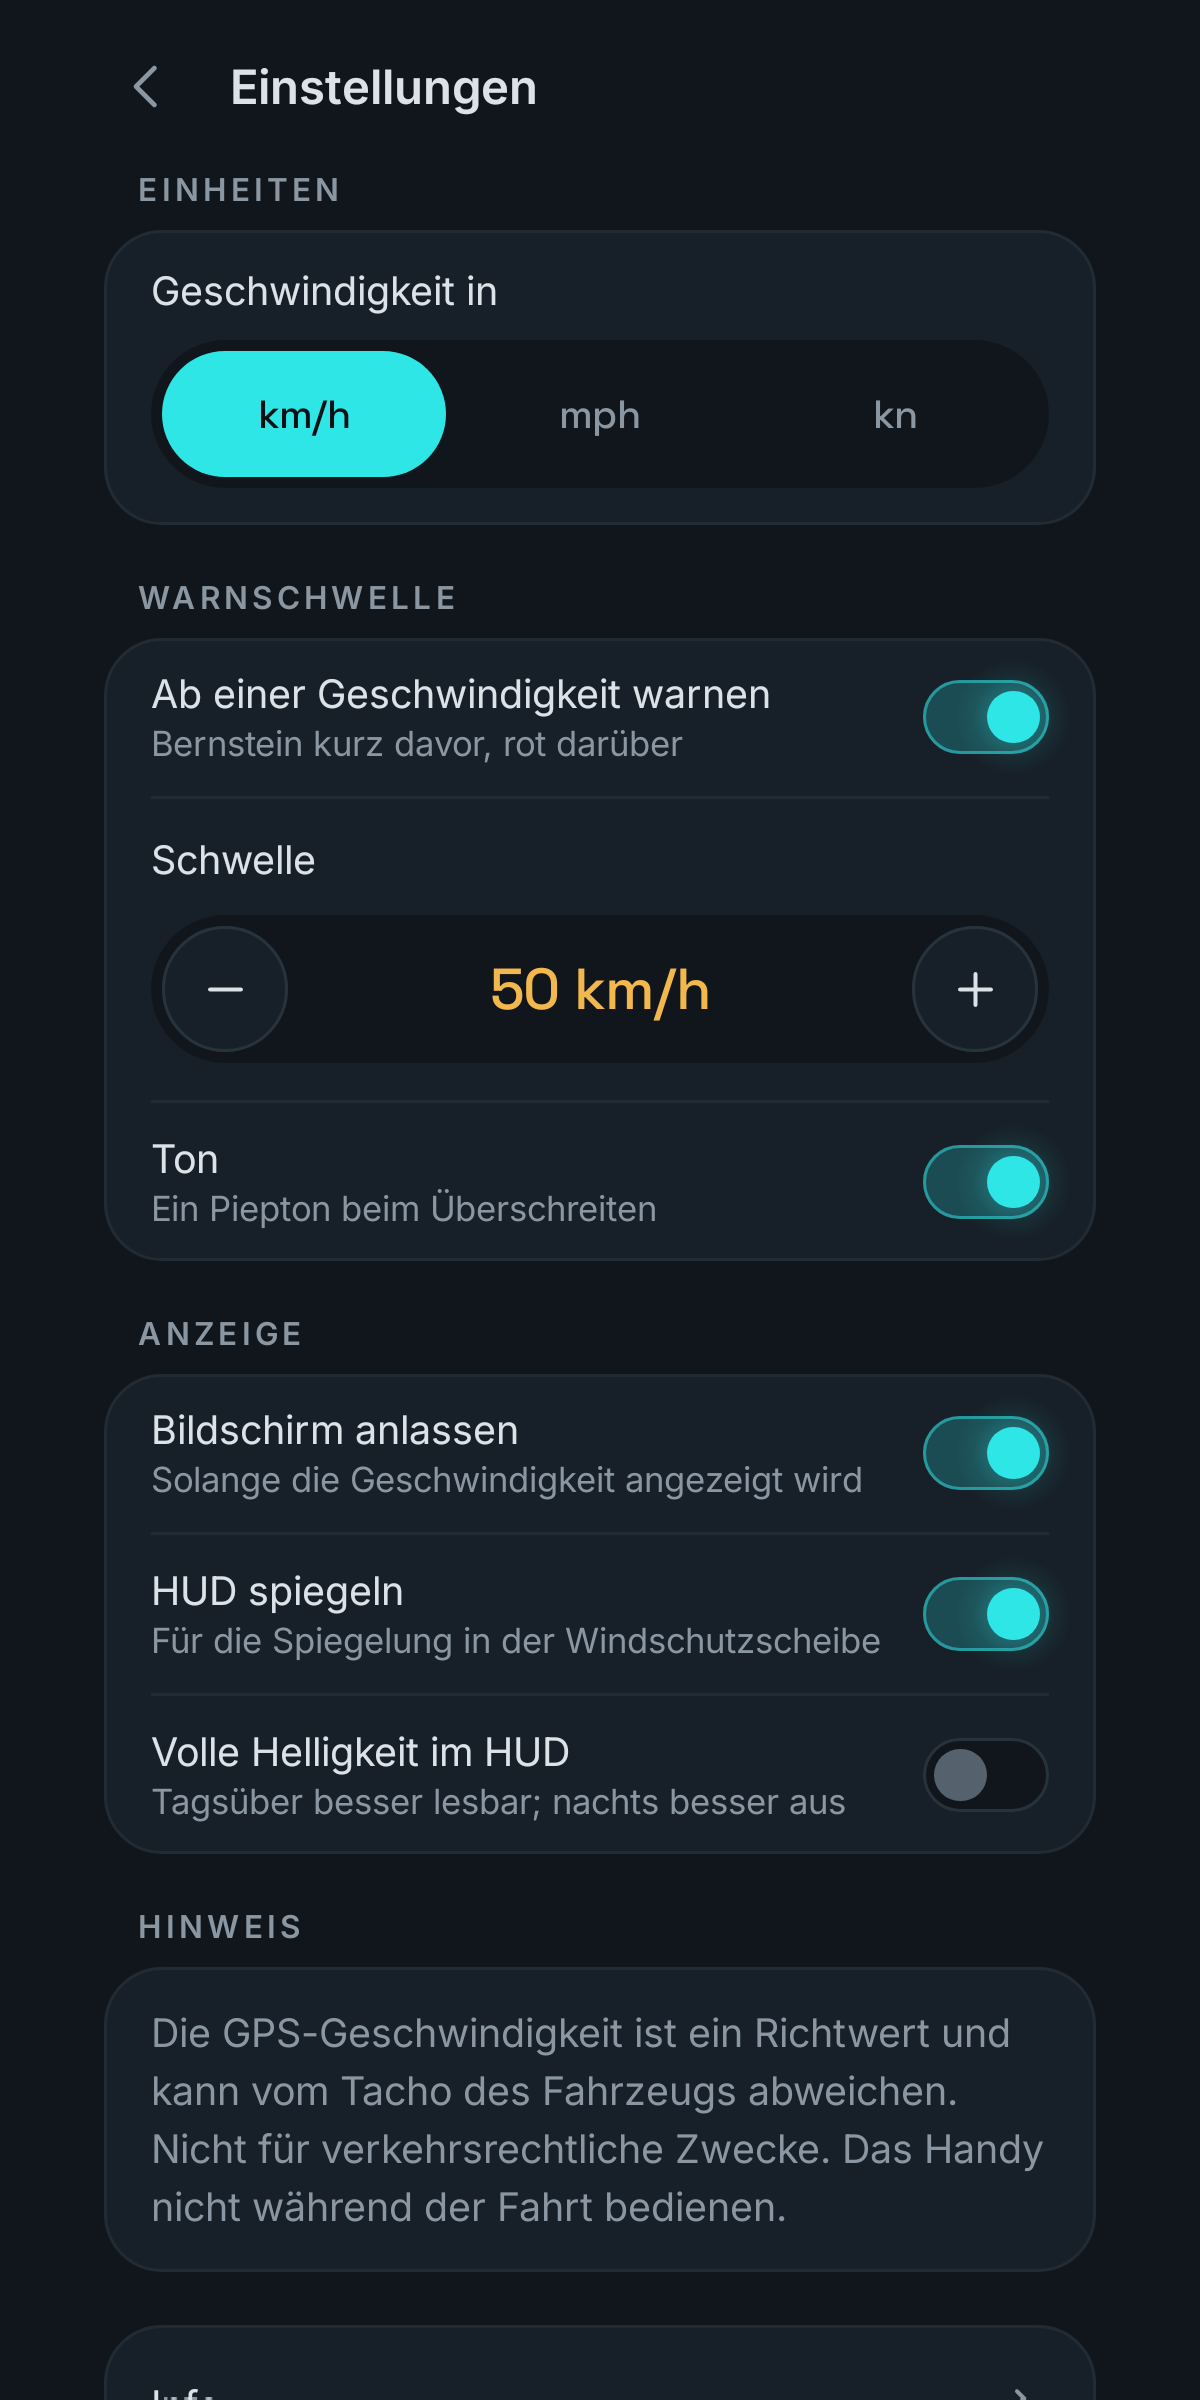 Einstellungen
EINHEITEN
Geschwindigkeit in
km/h mph kn
WARNSCHWELLE
Ab einer Geschwindigkeit warnen
Bernstein kurz davor, rot darüber
Schwelle
50 km/h
Ton
Ein Piepton beim Überschreiten
ANZEIGE
Bildschirm anlassen
Solange die Geschwindigkeit angezeigt wird
HUD spiegeln
Für die Spiegelung in der Windschutzscheibe
Volle Helligkeit im HUD
Tagsüber besser lesbar; nachts besser aus
HINWEIS
Die GPS-Geschwindigkeit ist ein Richtwert und
kann vom Tacho des Fahrzeugs abweichen.
Nicht für verkehrsrechtliche Zwecke. Das Handy
nicht während der Fahrt bedienen.